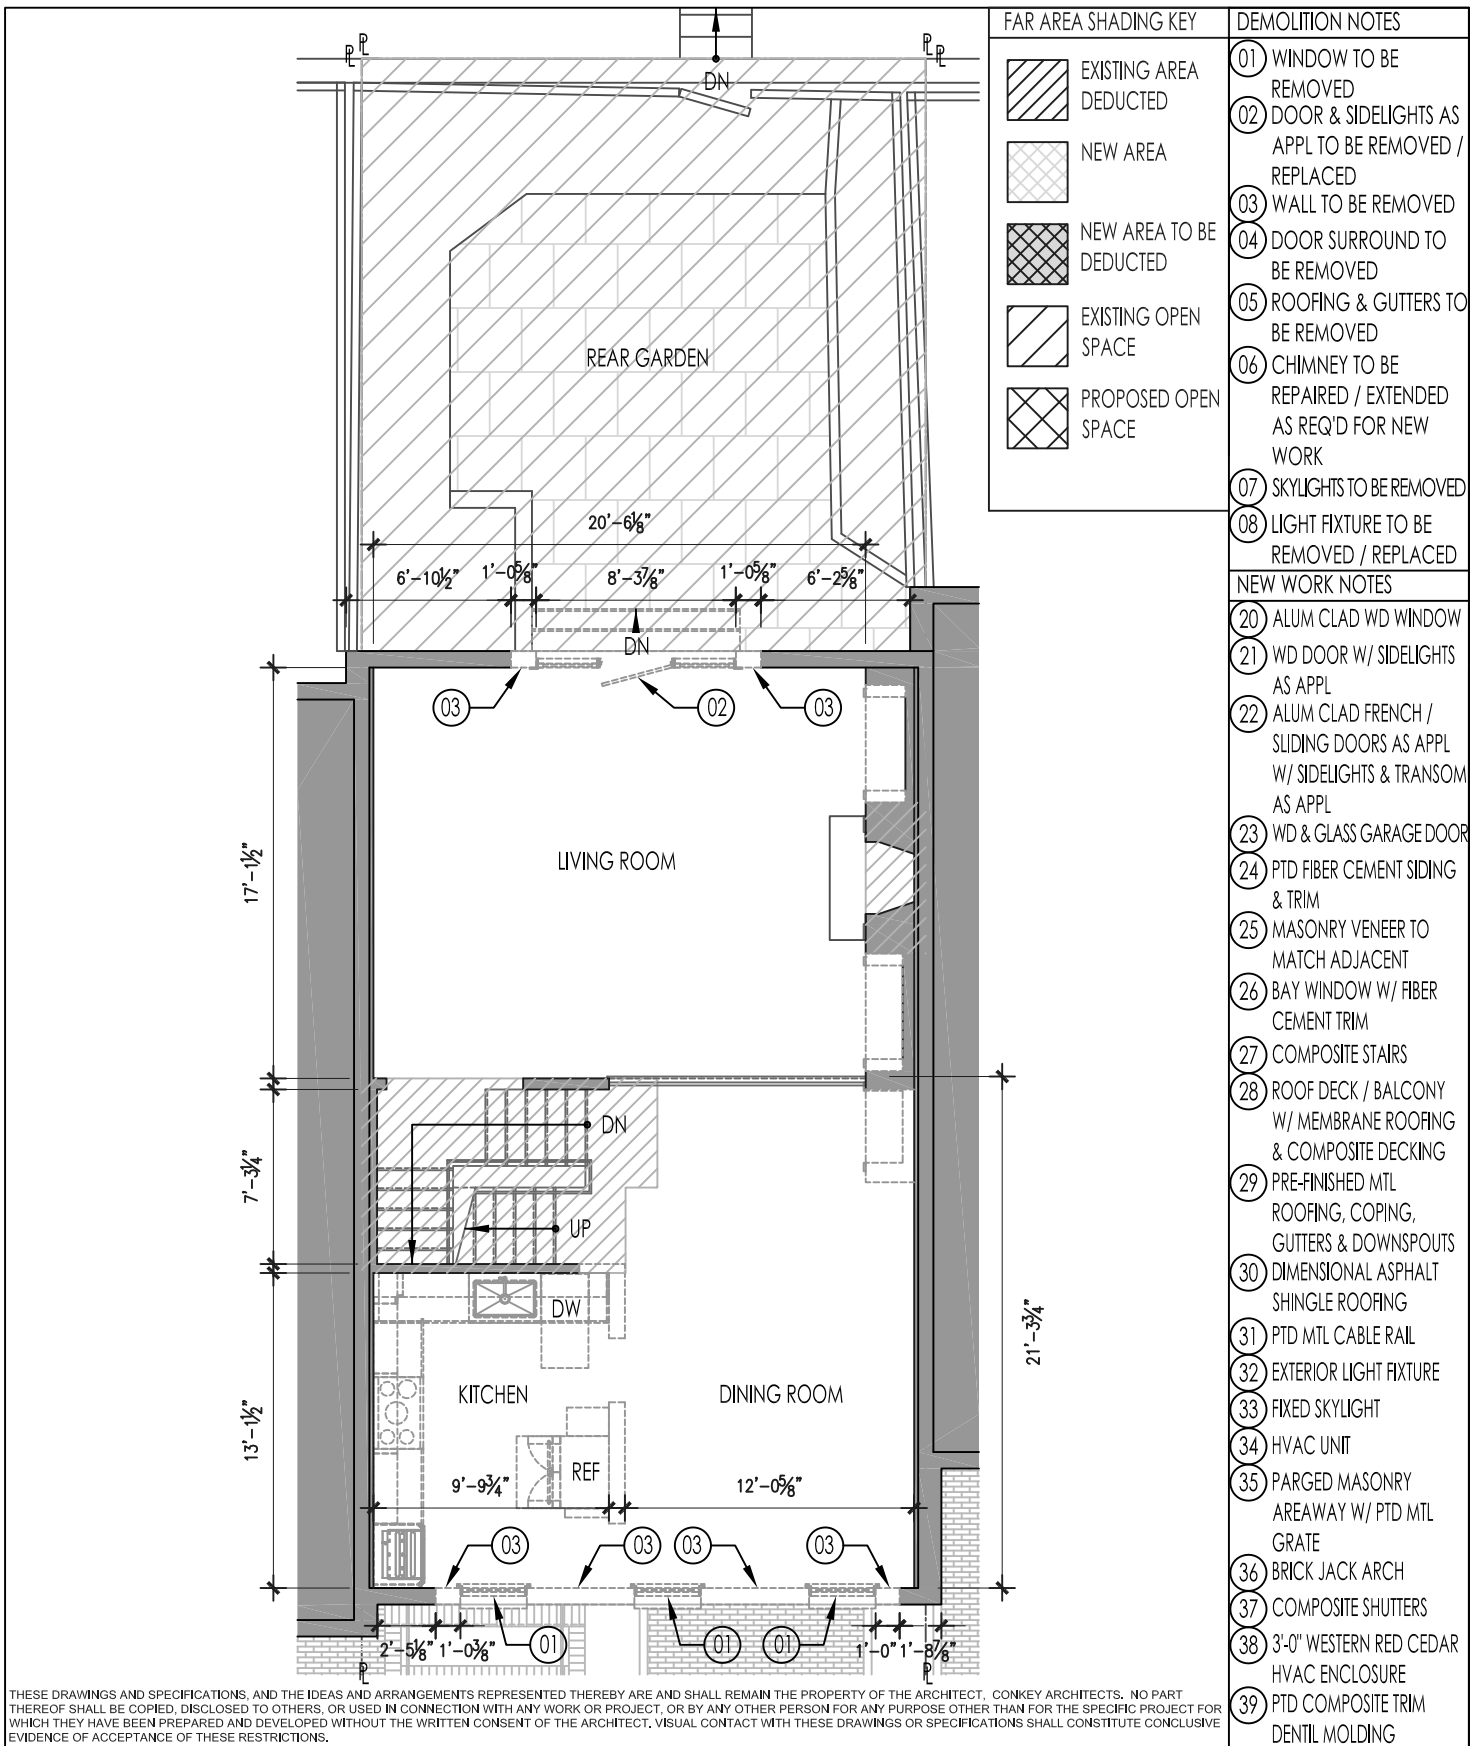 FAR AREA SHADING KEY
EXISTING AREA
DEDUCTED
NEW AREA
NEW AREA TO BE
DEDUCTED
EXISTING OPEN
SPACE
PROPOSED OPEN
SPACE
DEMOLITION NOTES
01 WINDOW TO BE
REMOVED
02 DOOR & SIDELIGHTS AS
APPL TO BE REMOVED /
REPLACED
03 WALL TO BE REMOVED
04 DOOR SURROUND TO
BE REMOVED
05 ROOFING & GUTTERS TO
BE REMOVED
06 CHIMNEY TO BE
REPAIRED / EXTENDED
AS REQ'D FOR NEW
WORK
07 SKYLIGHTS TO BE REMOVED
08 LIGHT FIXTURE TO BE
REMOVED / REPLACED
NEW WORK NOTES
20 ALUM CLAD WD WINDOW
21 WD DOOR W/ SIDELIGHTS
AS APPL
22 ALUM CLAD FRENCH /
SLIDING DOORS AS APPL
W/ SIDELIGHTS & TRANSOM
AS APPL
23 WD & GLASS GARAGE DOOR
24 PTD FIBER CEMENT SIDING
& TRIM
25 MASONRY VENEER TO
MATCH ADJACENT
26 BAY WINDOW W/ FIBER
CEMENT TRIM
27 COMPOSITE STAIRS
28 ROOF DECK / BALCONY
W/ MEMBRANE ROOFING
& COMPOSITE DECKING
29 PRE-FINISHED MTL
ROOFING, COPING,
GUTTERS & DOWNSPOUTS
30 DIMENSIONAL ASPHALT
SHINGLE ROOFING
31 PTD MTL CABLE RAIL
32 EXTERIOR LIGHT FIXTURE
33 FIXED SKYLIGHT
34 HVAC UNIT
35 PARGED MASONRY
AREAWAY W/ PTD MTL
GRATE
36 BRICK JACK ARCH
37 COMPOSITE SHUTTERS
38 3'-0" WESTERN RED CEDAR
HVAC ENCLOSURE
39 PTD COMPOSITE TRIM
DENTIL MOLDING
PL PL PL PL
DN
REAR GARDEN
20'-6⅛"
6'-10½" 1'-0⅝" 8'-3⅞" 1'-0⅝" 6'-2⅝"
DN
03 02 03
17'-1½"
LIVING ROOM
DN
7'-3¼"
UP
DW
21'-3¾"
KITCHEN DINING ROOM
13'-1½"
REF
9'-9¾" 12'-0⅝"
03 03 03 03
2'-5⅛" 1'-0⅜" 01 01 01 1'-0" 1'-8⅞"
PL PL
THESE DRAWINGS AND SPECIFICATIONS, AND THE IDEAS AND ARRANGEMENTS REPRESENTED THEREBY ARE AND SHALL REMAIN THE PROPERTY OF THE ARCHITECT, CONKEY ARCHITECTS. NO PART
THEREOF SHALL BE COPIED, DISCLOSED TO OTHERS, OR USED IN CONNECTION WITH ANY WORK OR PROJECT, OR BY ANY OTHER PERSON FOR ANY PURPOSE OTHER THAN FOR THE SPECIFIC PROJECT FOR
WHICH THEY HAVE BEEN PREPARED AND DEVELOPED WITHOUT THE WRITTEN CONSENT OF THE ARCHITECT. VISUAL CONTACT WITH THESE DRAWINGS OR SPECIFICATIONS SHALL CONSTITUTE CONCLUSIVE
EVIDENCE OF ACCEPTANCE OF THESE RESTRICTIONS.